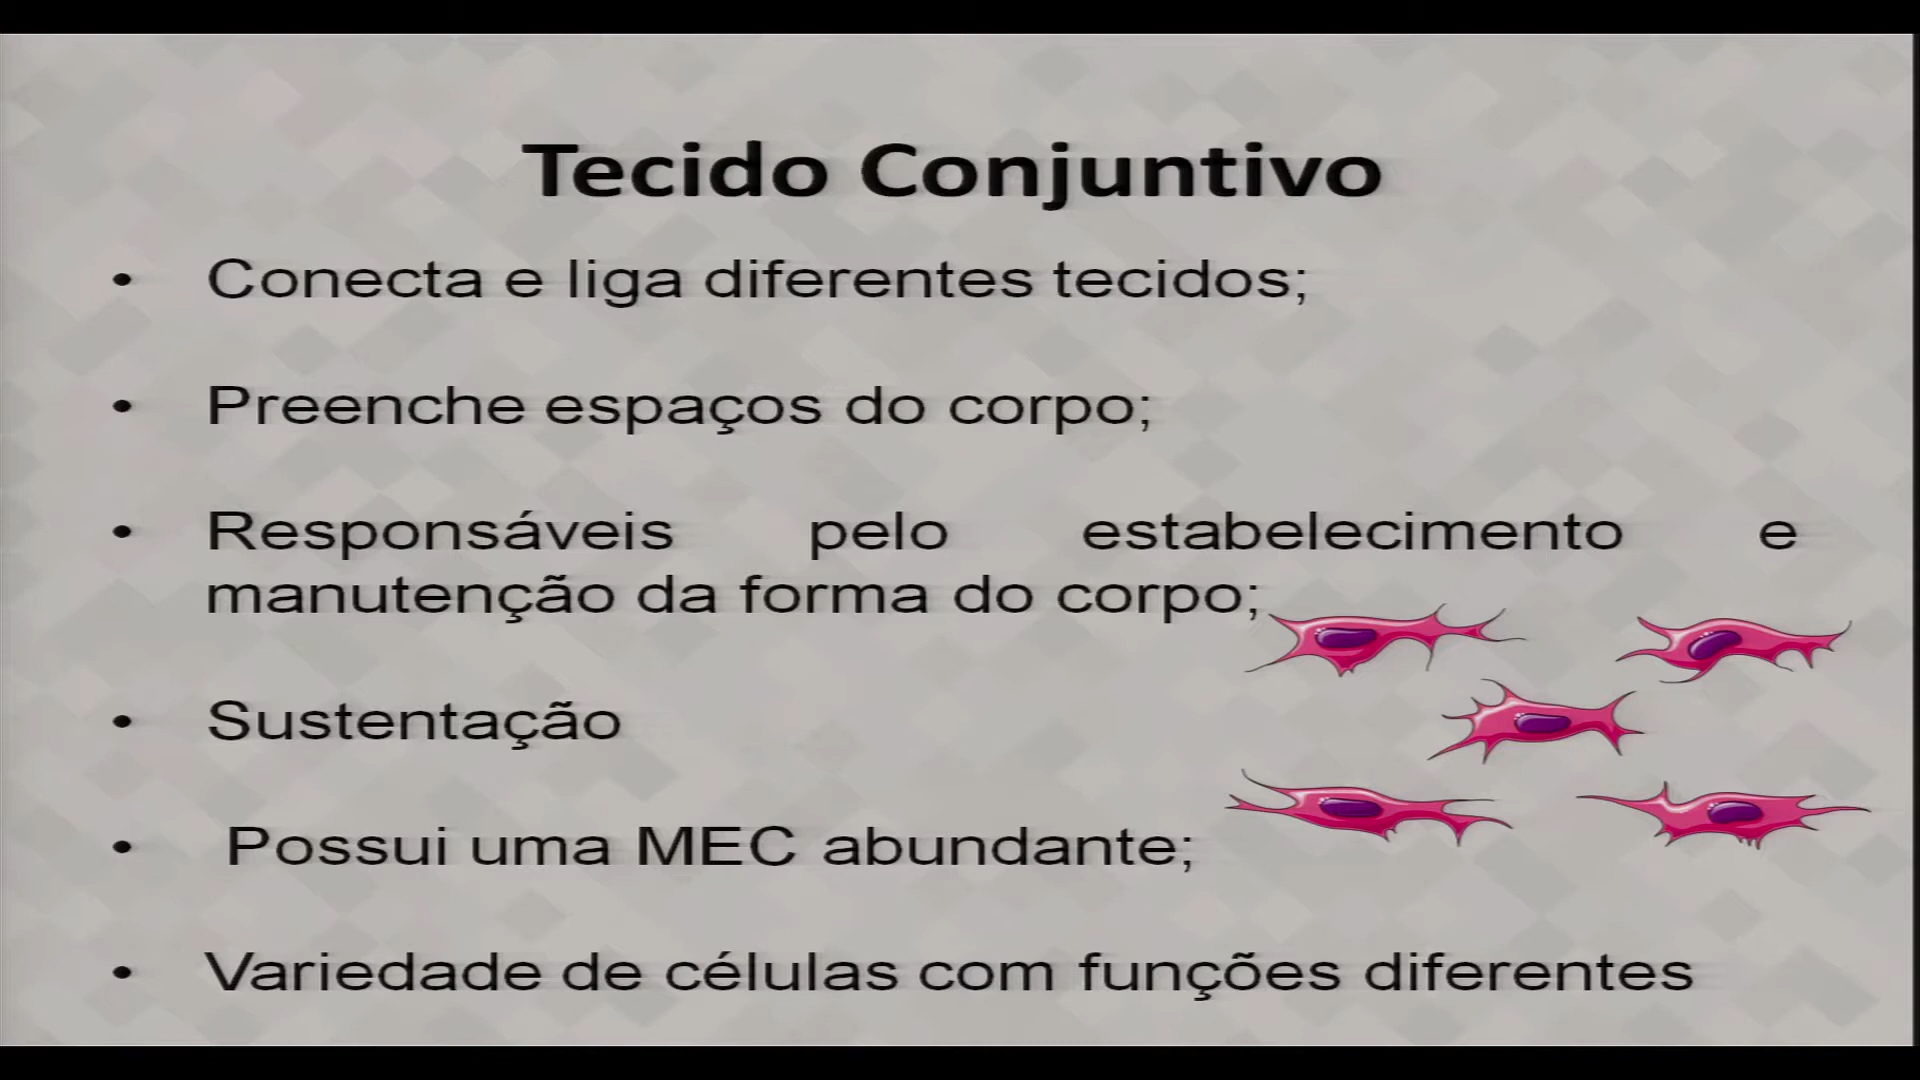 Tecido Conjuntivo
• Conecta e liga diferentes tecidos;
• Preenche espaços do corpo;
• Responsáveis pelo estabelecimento e
manutenção da forma do corpo;
• Sustentação
• Possui uma MEC abundante;
• Variedade de células com funções diferentes